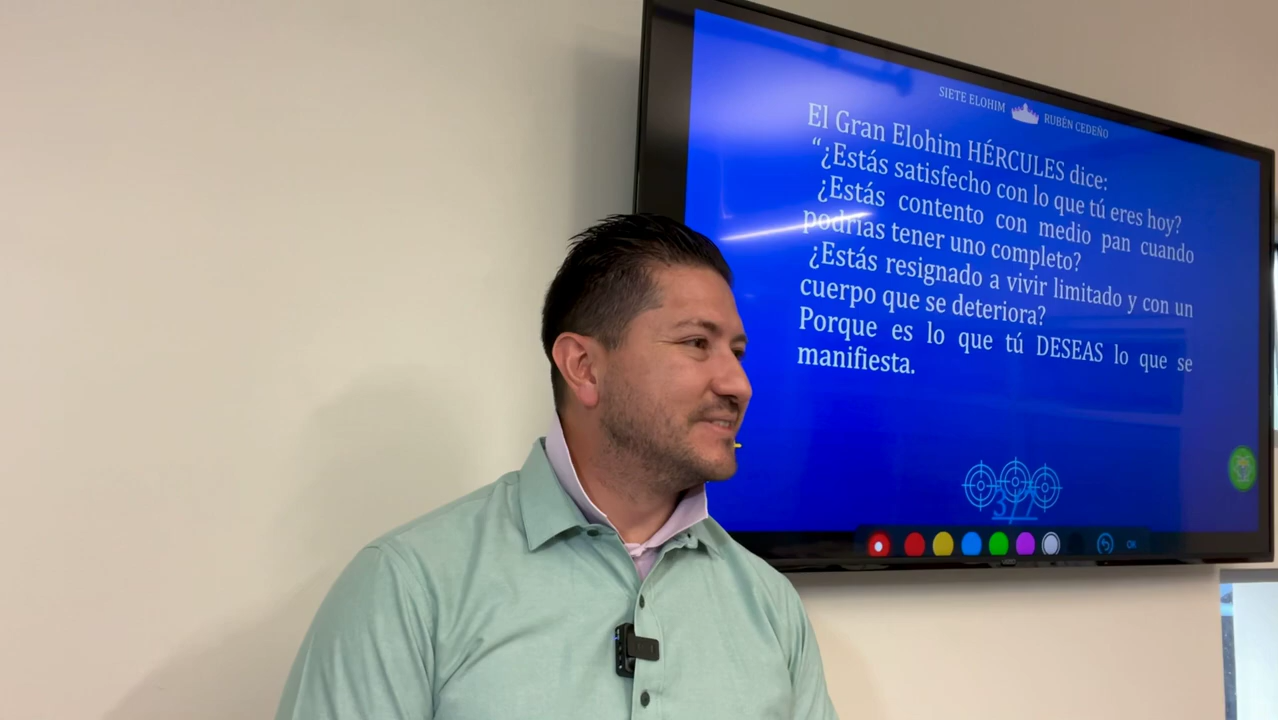 SIETE ELOHIM RUBÉN CEDEÑO
El Gran Elohim HÉRCULES dice:
“¿Estás satisfecho con lo que tú eres hoy?
¿Estás contento con medio pan cuando
podrías tener uno completo?
¿Estás resignado a vivir limitado y con un
cuerpo que se deteriora?
Porque es lo que tú DESEAS lo que se
manifiesta.
377
OK